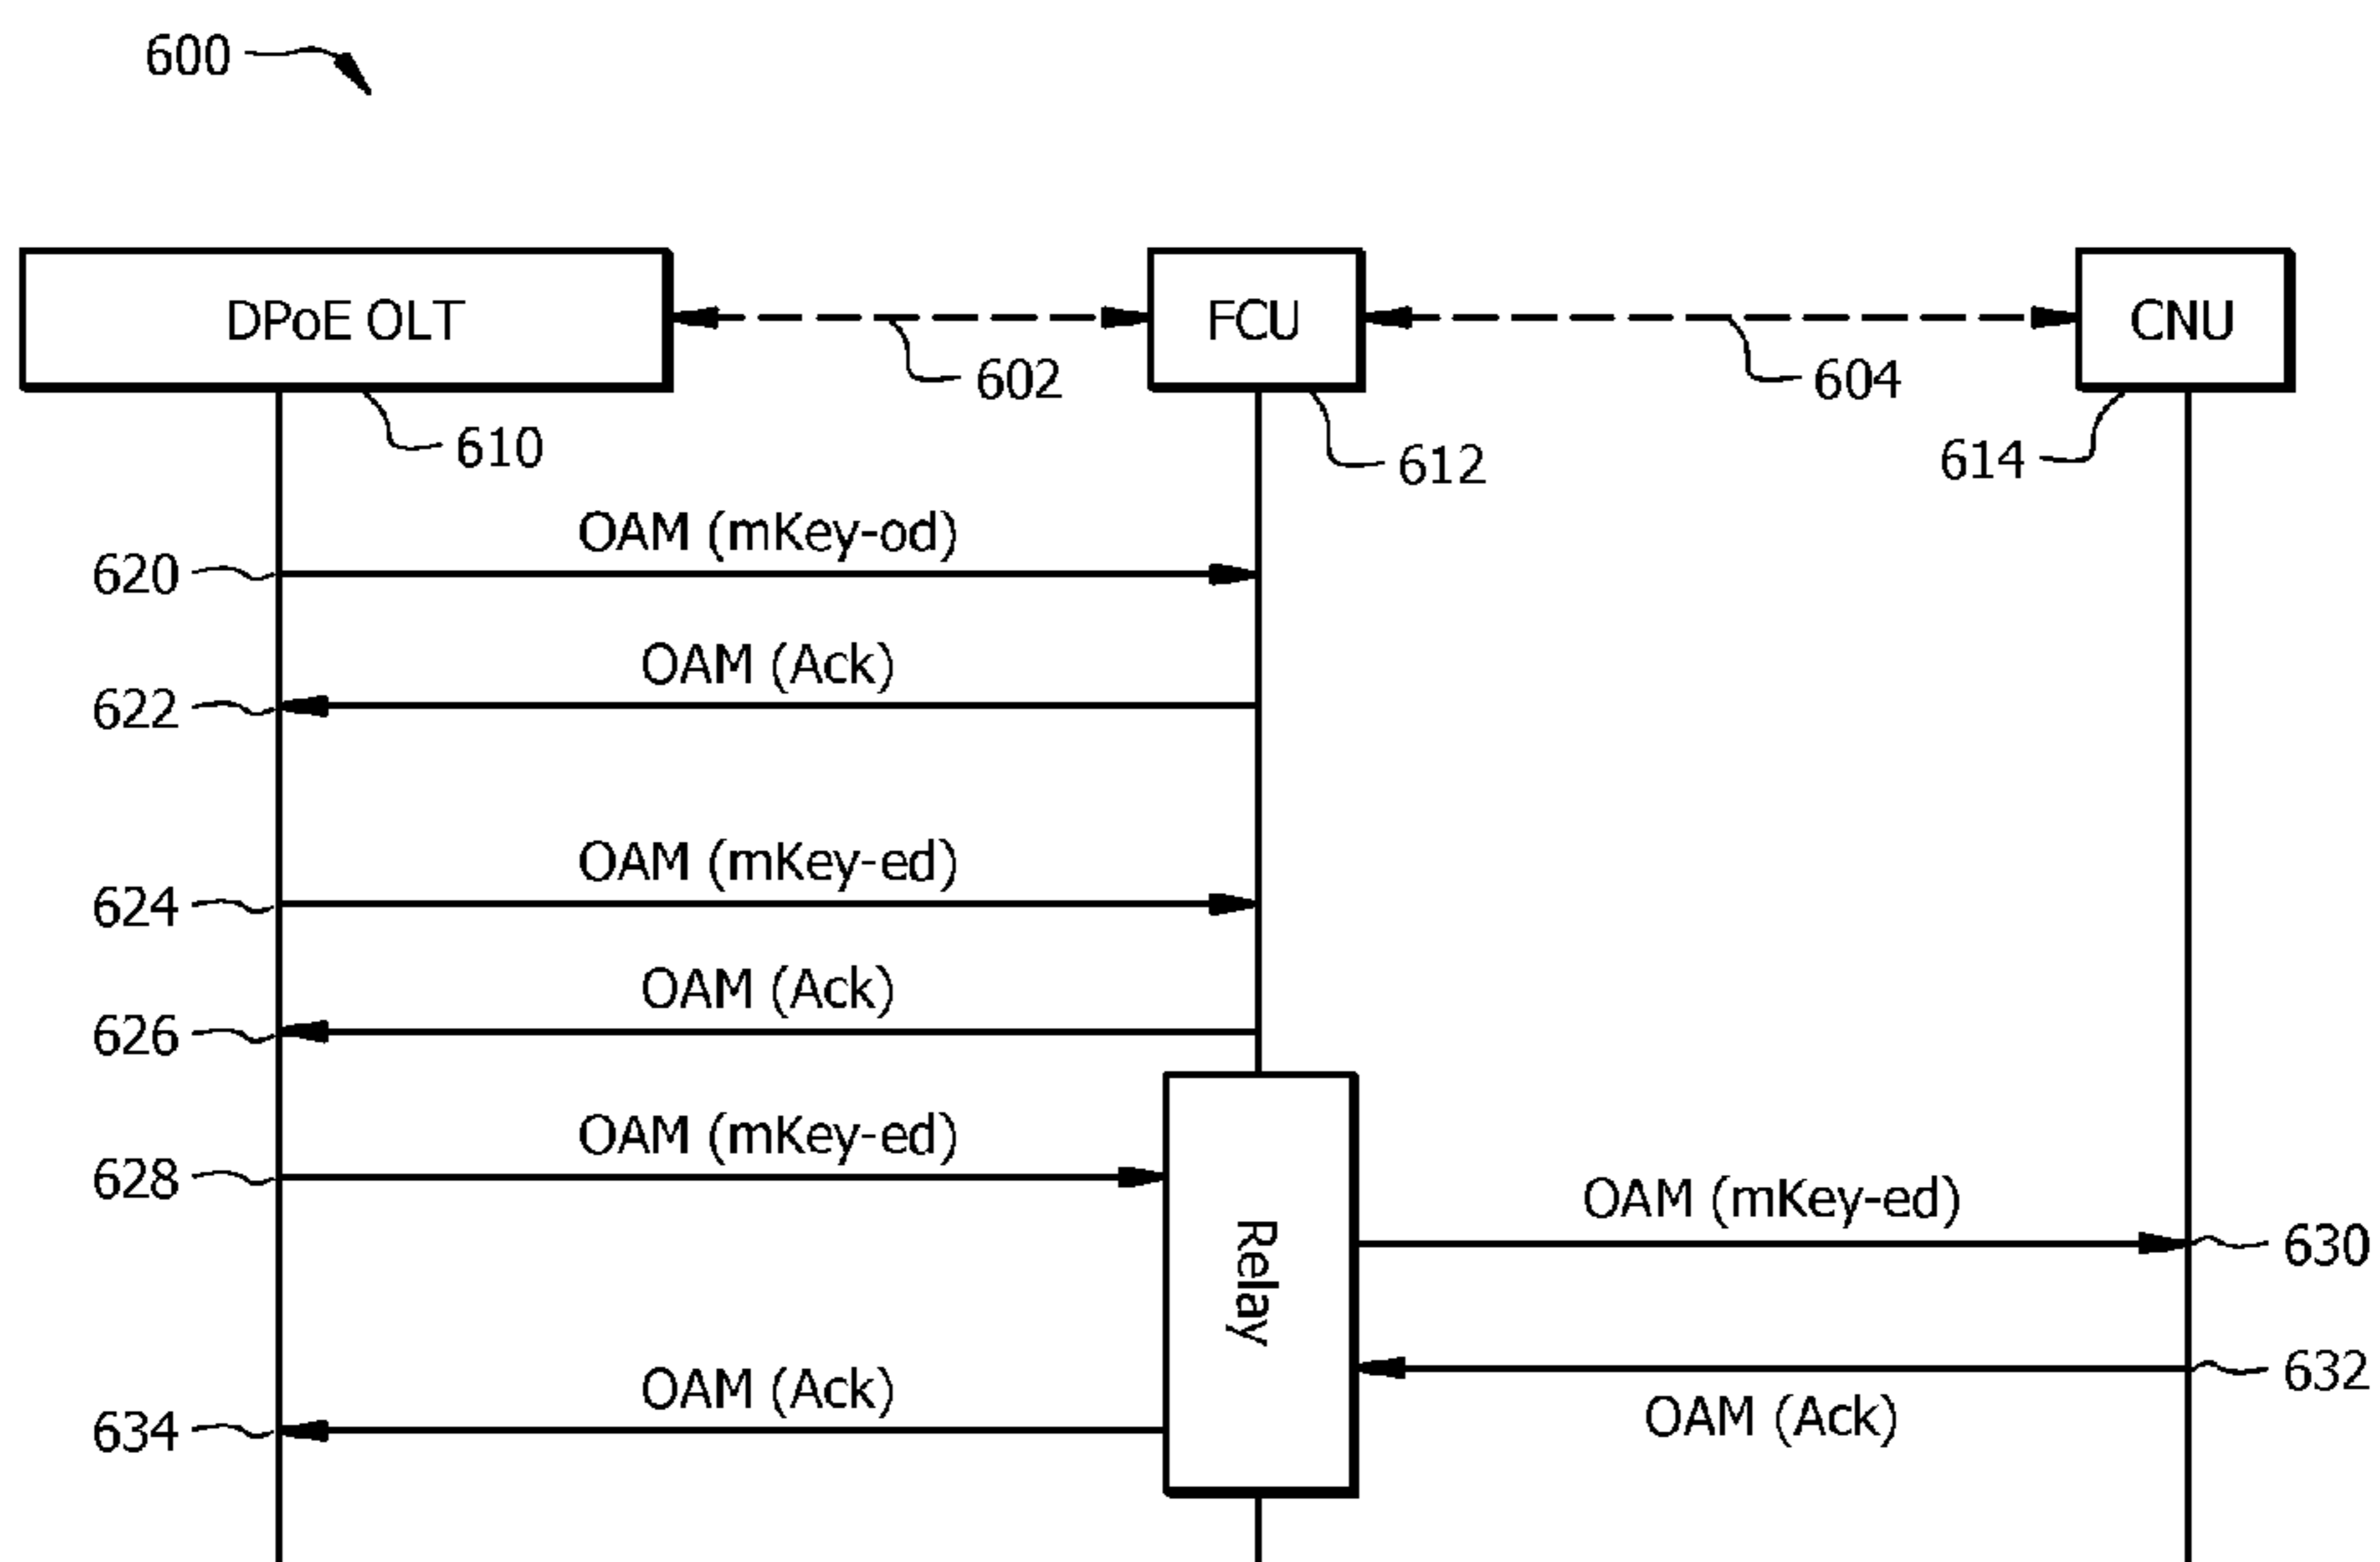 600
DPoE OLT
FCU
CNU
602
604
610
612
614
OAM (mKey-od)
620
OAM (Ack)
622
OAM (mKey-ed)
624
OAM (Ack)
626
OAM (mKey-ed)
628
OAM (mKey-ed)
630
Relay
632
OAM (Ack)
OAM (Ack)
634